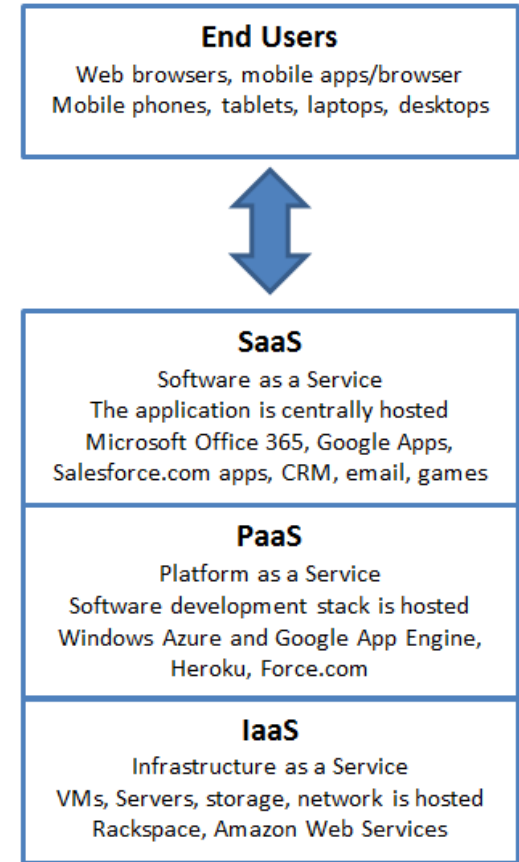 End Users
Web browsers, mobile apps/browser
Mobile phones, tablets, laptops, desktops
SaaS
Software as a Service
The application is centrally hosted
Microsoft Office 365, Google Apps,
Salesforce.com apps, CRM, email, games
PaaS
Platform as a Service
Software development stack is hosted
Windows Azure and Google App Engine,
Heroku, Force.com
IaaS
Infrastructure as a Service
VMs, Servers, storage, network is hosted
Rackspace, Amazon Web Services